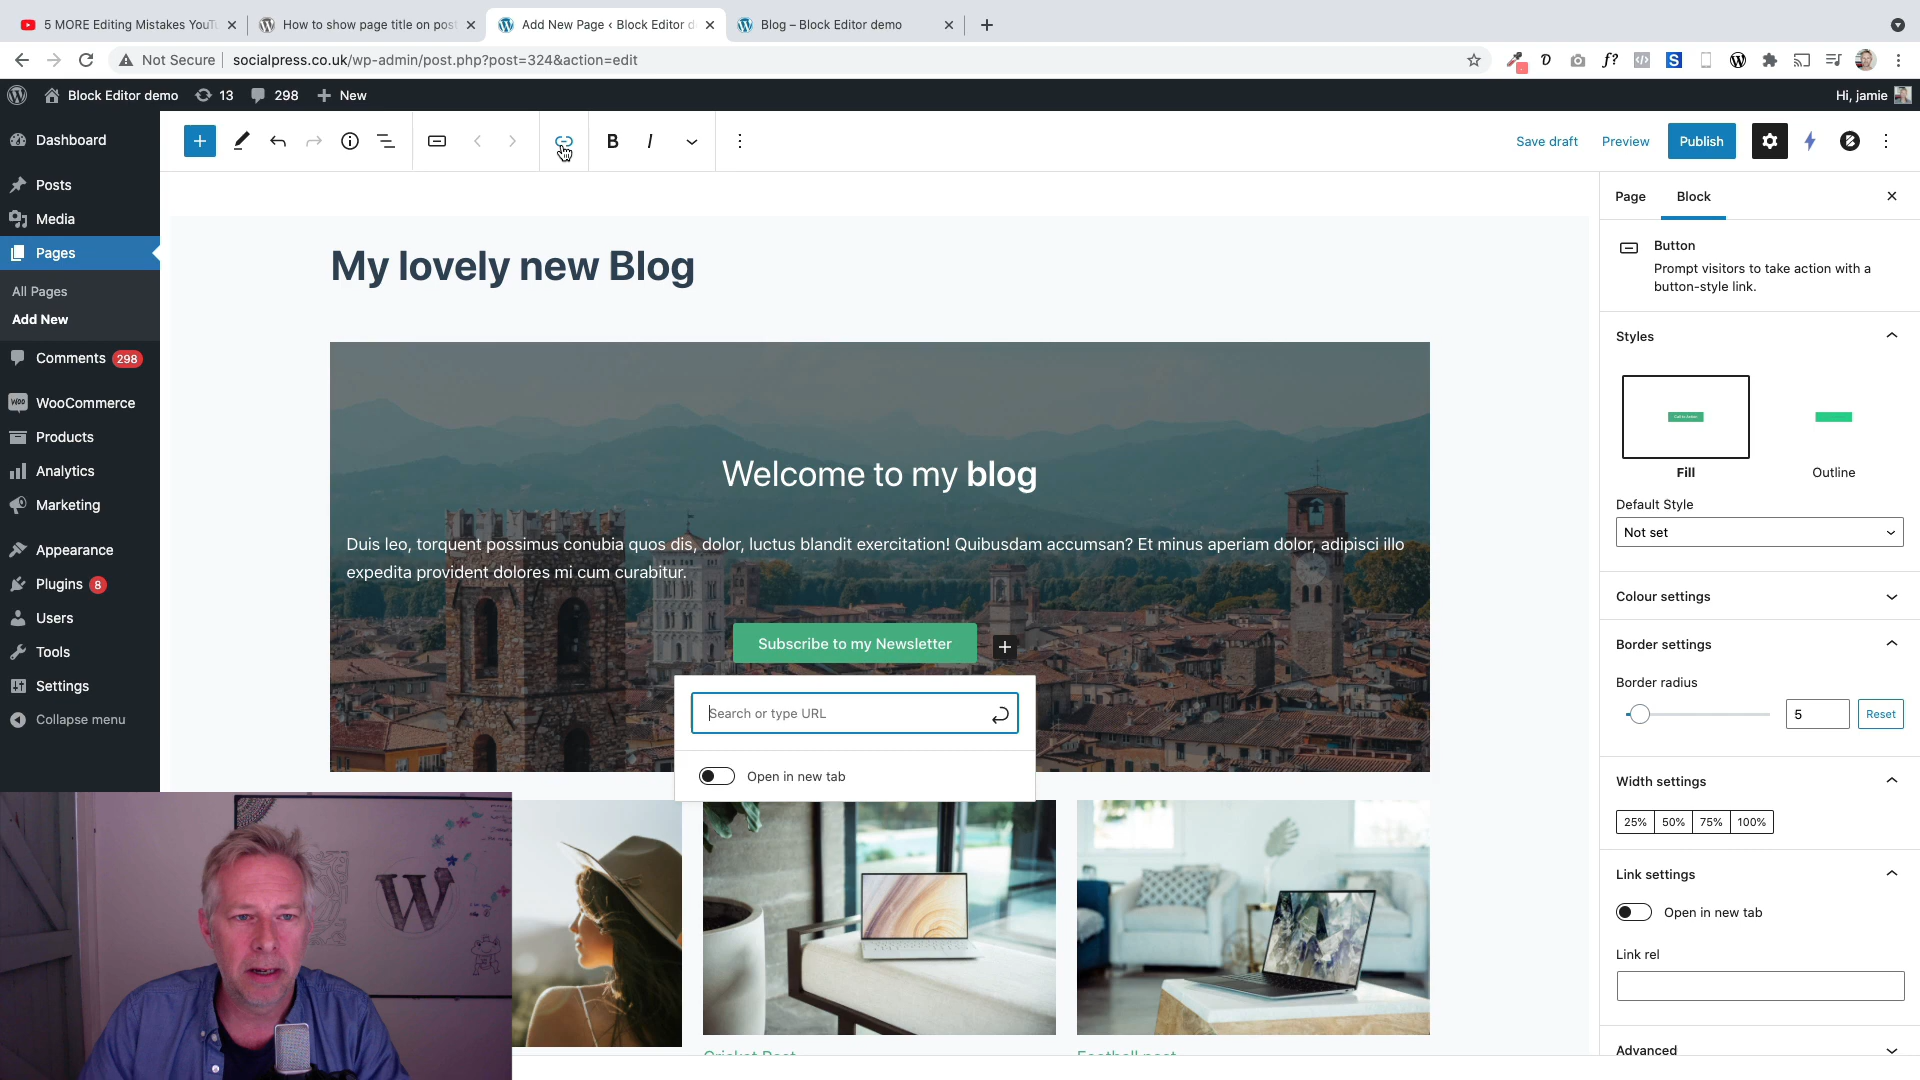 5 MORE Editing Mistakes YouTu
How to show page title on post
Add New Page ‹ Block Editor d
Blog – Block Editor demo
Not Secure
socialpress.co.uk/wp-admin/post.php?post=324&action=edit
Block Editor demo
13
298
New
Hi, jamie
Dashboard
Posts
Media
Pages
All Pages
Add New
Comments 298
WooCommerce
Products
Analytics
Marketing
Appearance
Plugins 8
Users
Tools
Settings
Collapse menu
B I
Save draft
Preview
Publish
My lovely new Blog
Welcome to my blog
Duis leo, torquent possimus conubia quos dis, dolor, luctus blandit exercitation! Quibusdam accumsan? Et minus aperiam dolor, adipisci illo
expedita provident dolores mi cum curabitur.
Subscribe to my Newsletter
Search or type URL
Open in new tab
Cricket Post
Football post
Page
Block
Button
Prompt visitors to take action with a
button-style link.
Styles
Call to Action
Fill
Outline
Default Style
Not set
Colour settings
Border settings
Border radius
5
Reset
Width settings
25% 50% 75% 100%
Link settings
Open in new tab
Link rel
Advanced